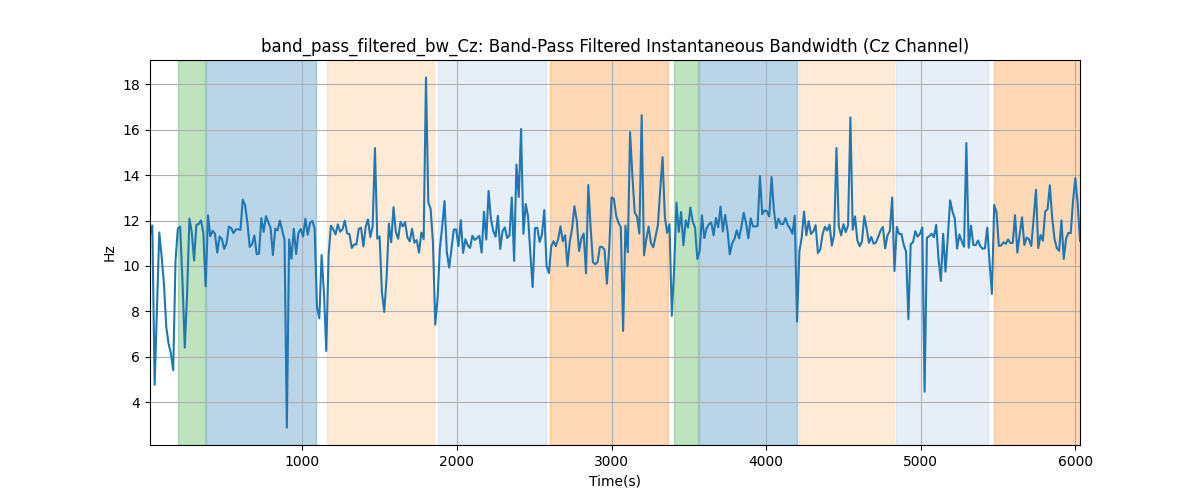 band_pass_filtered_bw_Cz: Band-Pass Filtered Instantaneous Bandwidth (Cz Channel)
18
16
14
12
10
8
6
4
Hz
1000 2000 3000 4000 5000 6000
Time(s)